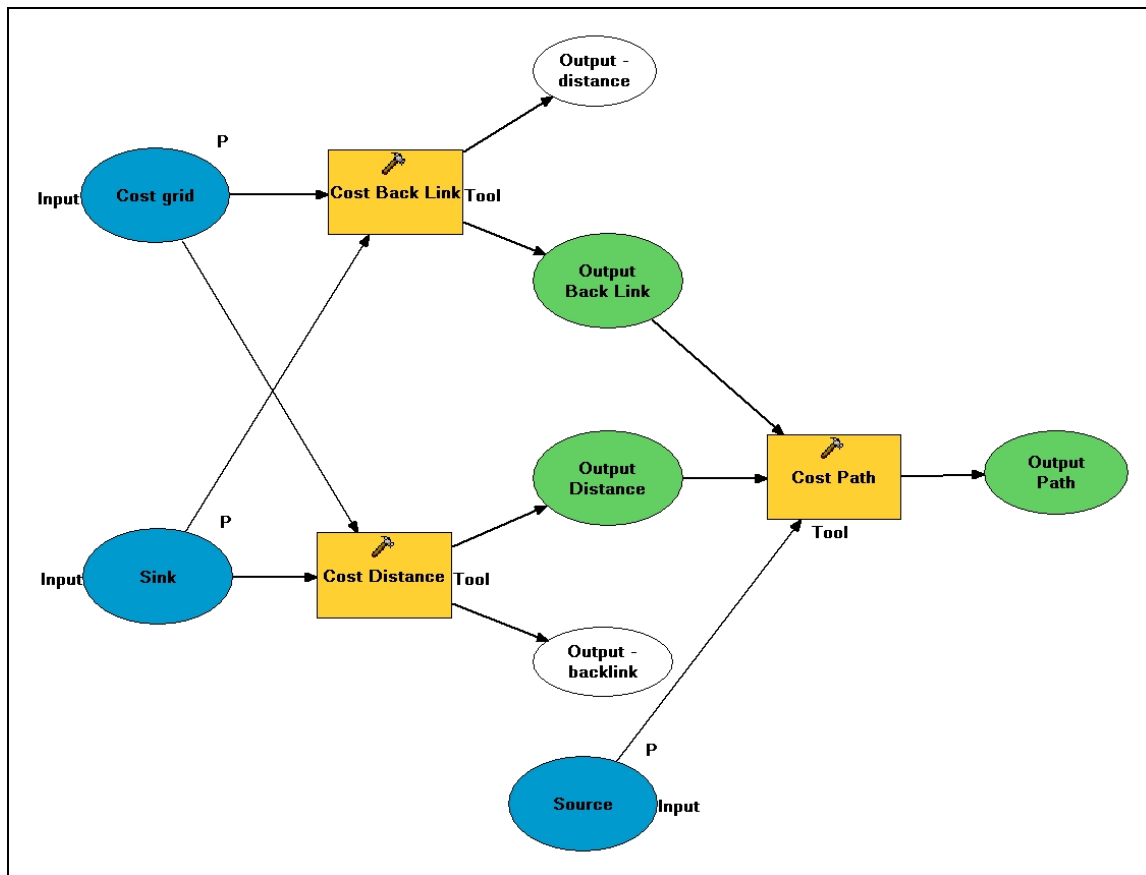 Output -
distance
P
Input
Cost grid
Cost Back Link
Tool
Output
Back Link
Output
Distance
Cost Path
Tool
Output
Path
P
Input
Sink
Cost Distance
Tool
Output -
backlink
P
Source
Input